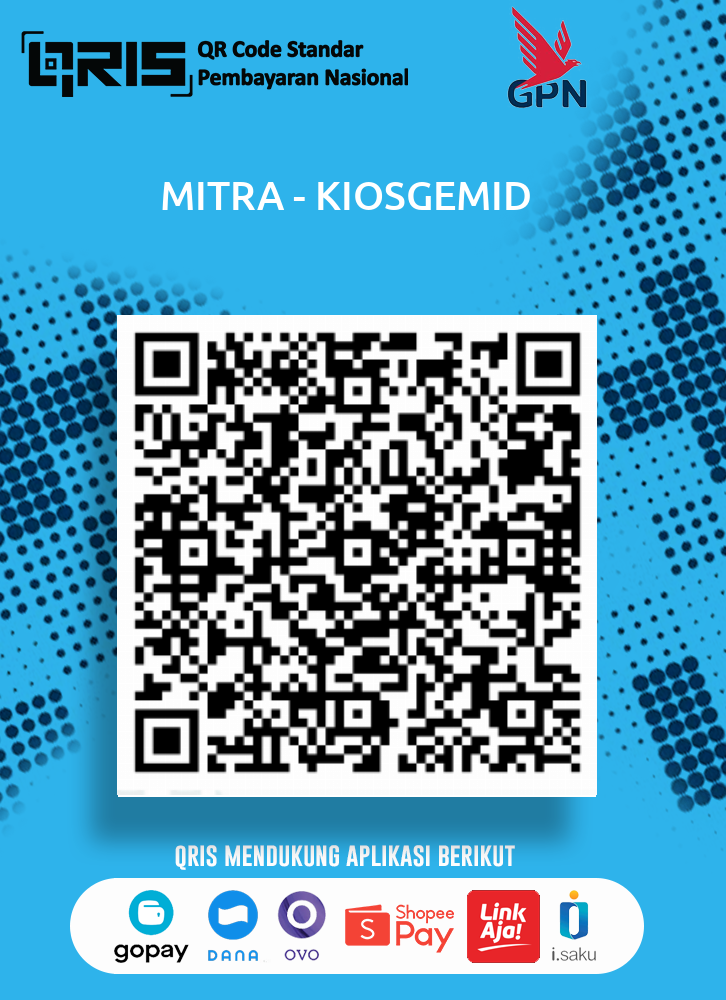 QRIS QR Code Standar
Pembayaran Nasional
GPN
MITRA - KIOSGEMID
QRIS MENDUKUNG APLIKASI BERIKUT
gopay DANA OVO Shopee Pay Link Aja! i.saku